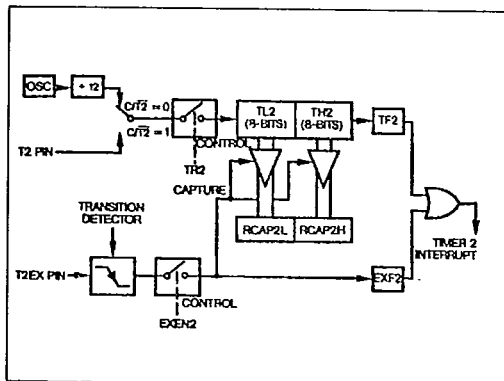 OSC
÷ 12
C/T2 = 0
C/T2 = 1
T2 PIN
CONTROL
TR2
TL2
(8-BITS)
TH2
(8-BITS)
TF2
CAPTURE
TRANSITION
DETECTOR
RCAP2L
RCAP2H
TIMER 2
INTERRUPT
T2EX PIN
CONTROL
EXEN2
EXF2